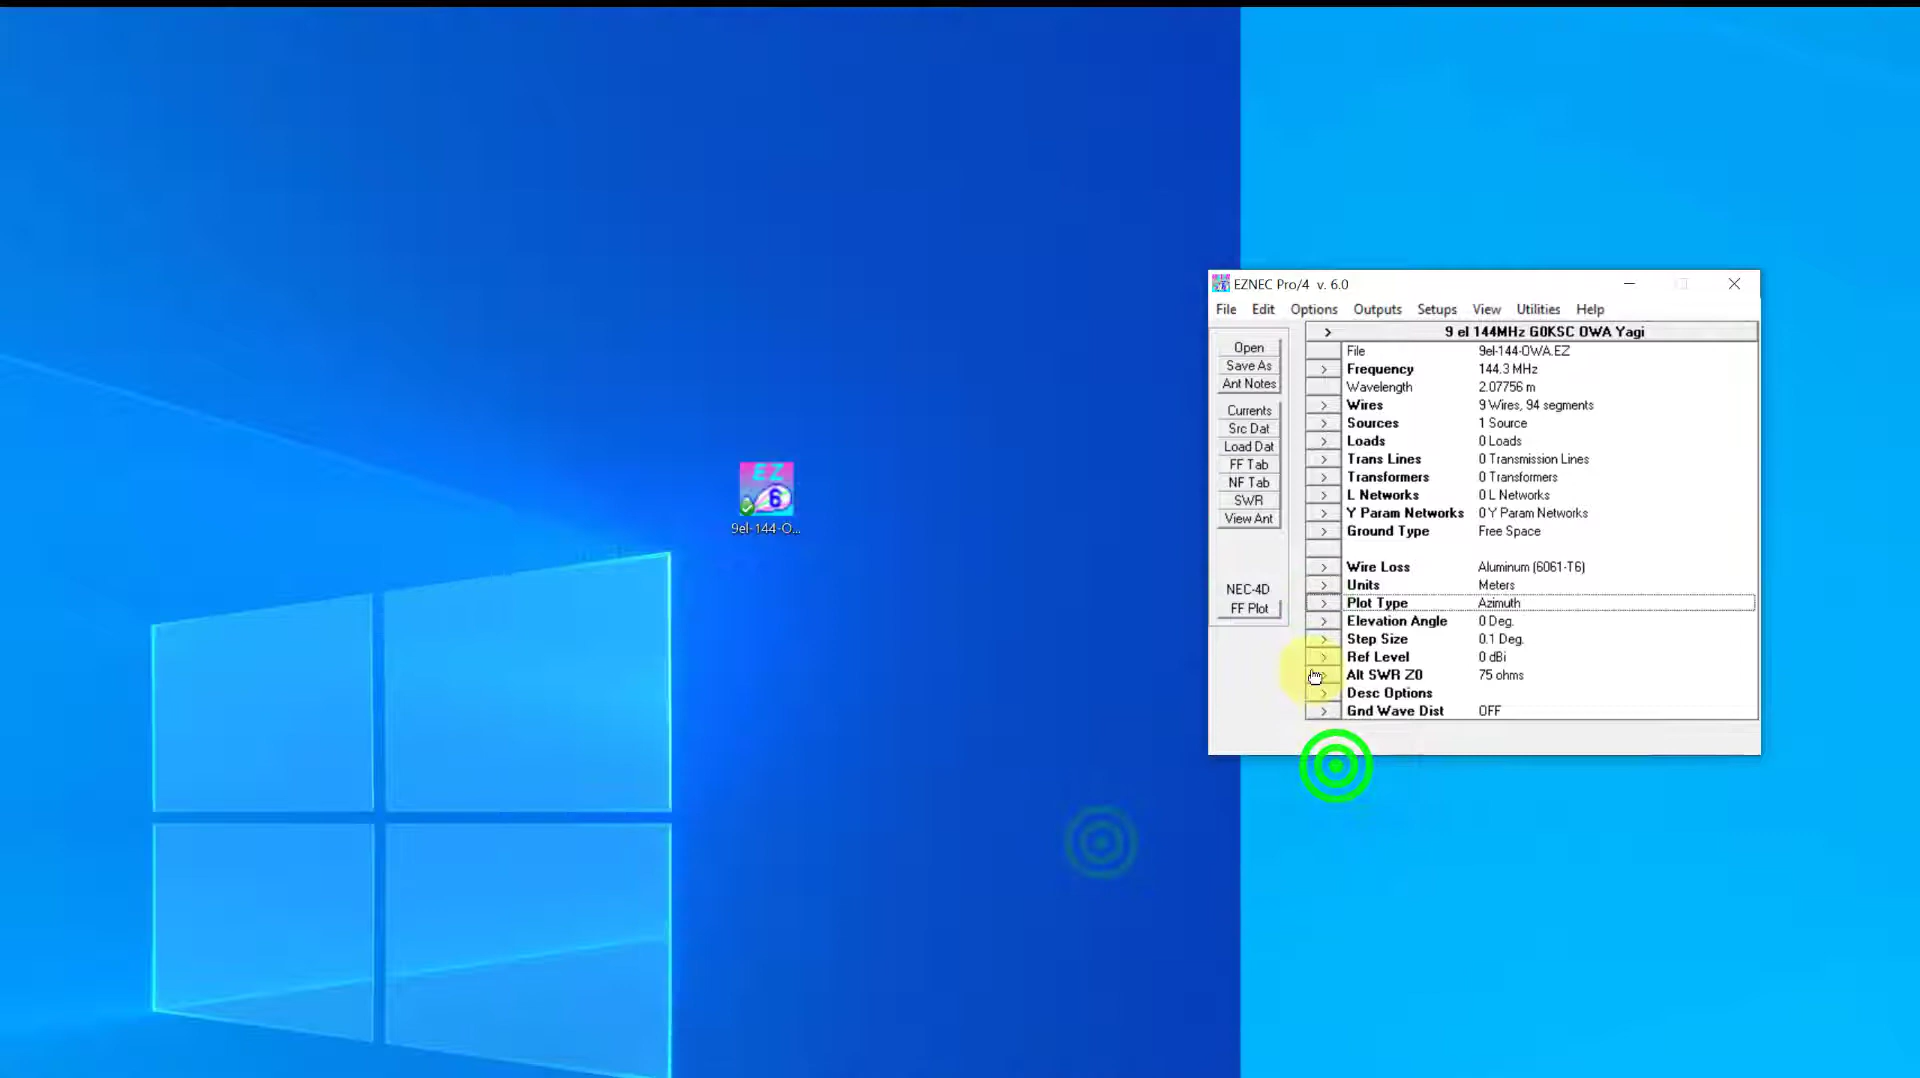 EZNEC Pro/4 v. 6.0
File Edit Options Outputs Setups View Utilities Help
> 9 el 144MHz G0KSC OWA Yagi
Open
Save As
Ant Notes
Currents
Src Dat
Load Dat
FF Tab
NF Tab
SWR
View Ant
NEC-4D
FF Plot
File 9el-144-OWA.EZ
> Frequency 144.3 MHz
Wavelength 2.07756 m
> Wires 9 Wires, 94 segments
> Sources 1 Source
> Loads 0 Loads
> Trans Lines 0 Transmission Lines
> Transformers 0 Transformers
> L Networks 0 L Networks
> Y Param Networks 0 Y Param Networks
> Ground Type Free Space
> Wire Loss Aluminum (6061-T6)
> Units Meters
> Plot Type Azimuth
> Elevation Angle 0 Deg.
> Step Size 0.1 Deg.
> Ref Level 0 dBi
> Alt SWR Z0 75 ohms
> Desc Options
> Gnd Wave Dist OFF
EZ
6
9el-144-O...